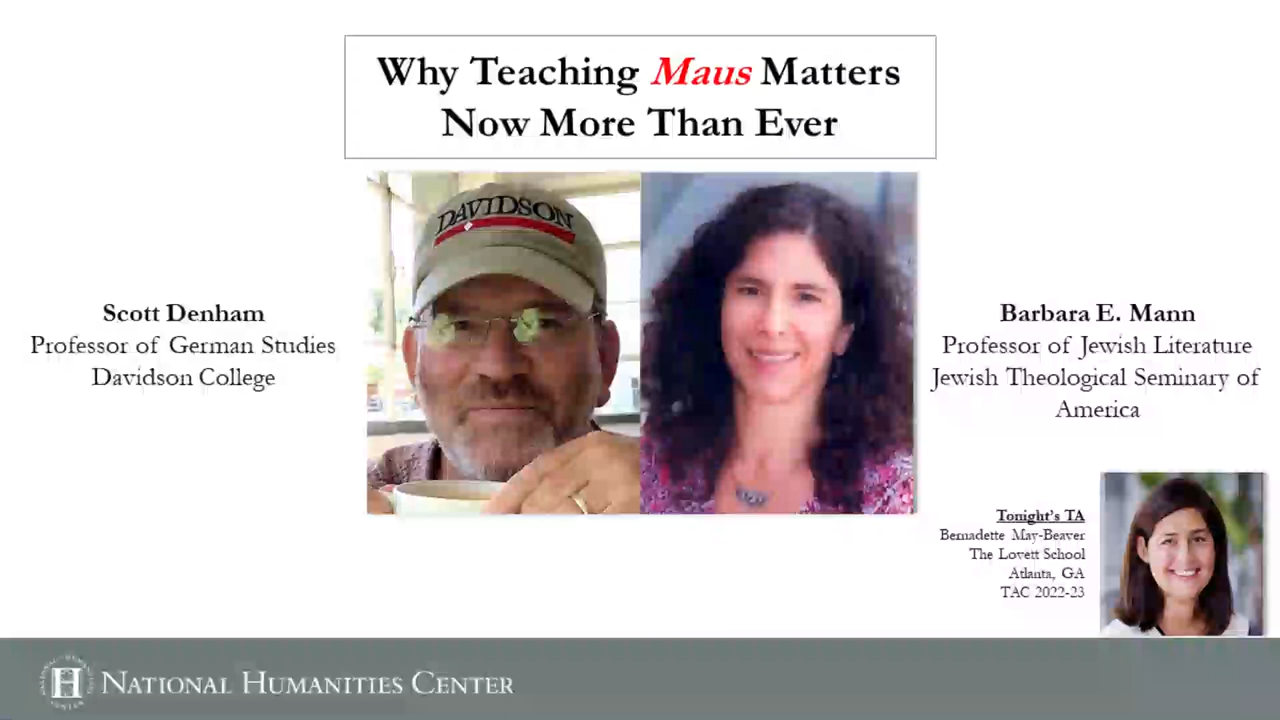 Why Teaching Maus Matters
Now More Than Ever
DAVIDSON
Scott Denham
Professor of German Studies
Davidson College
Barbara E. Mann
Professor of Jewish Literature
Jewish Theological Seminary of
America
Tonight's TA
Bernadette May-Beaver
The Lovett School
Atlanta, GA
TAC 2022-23
H
NATIONAL HUMANITIES CENTER